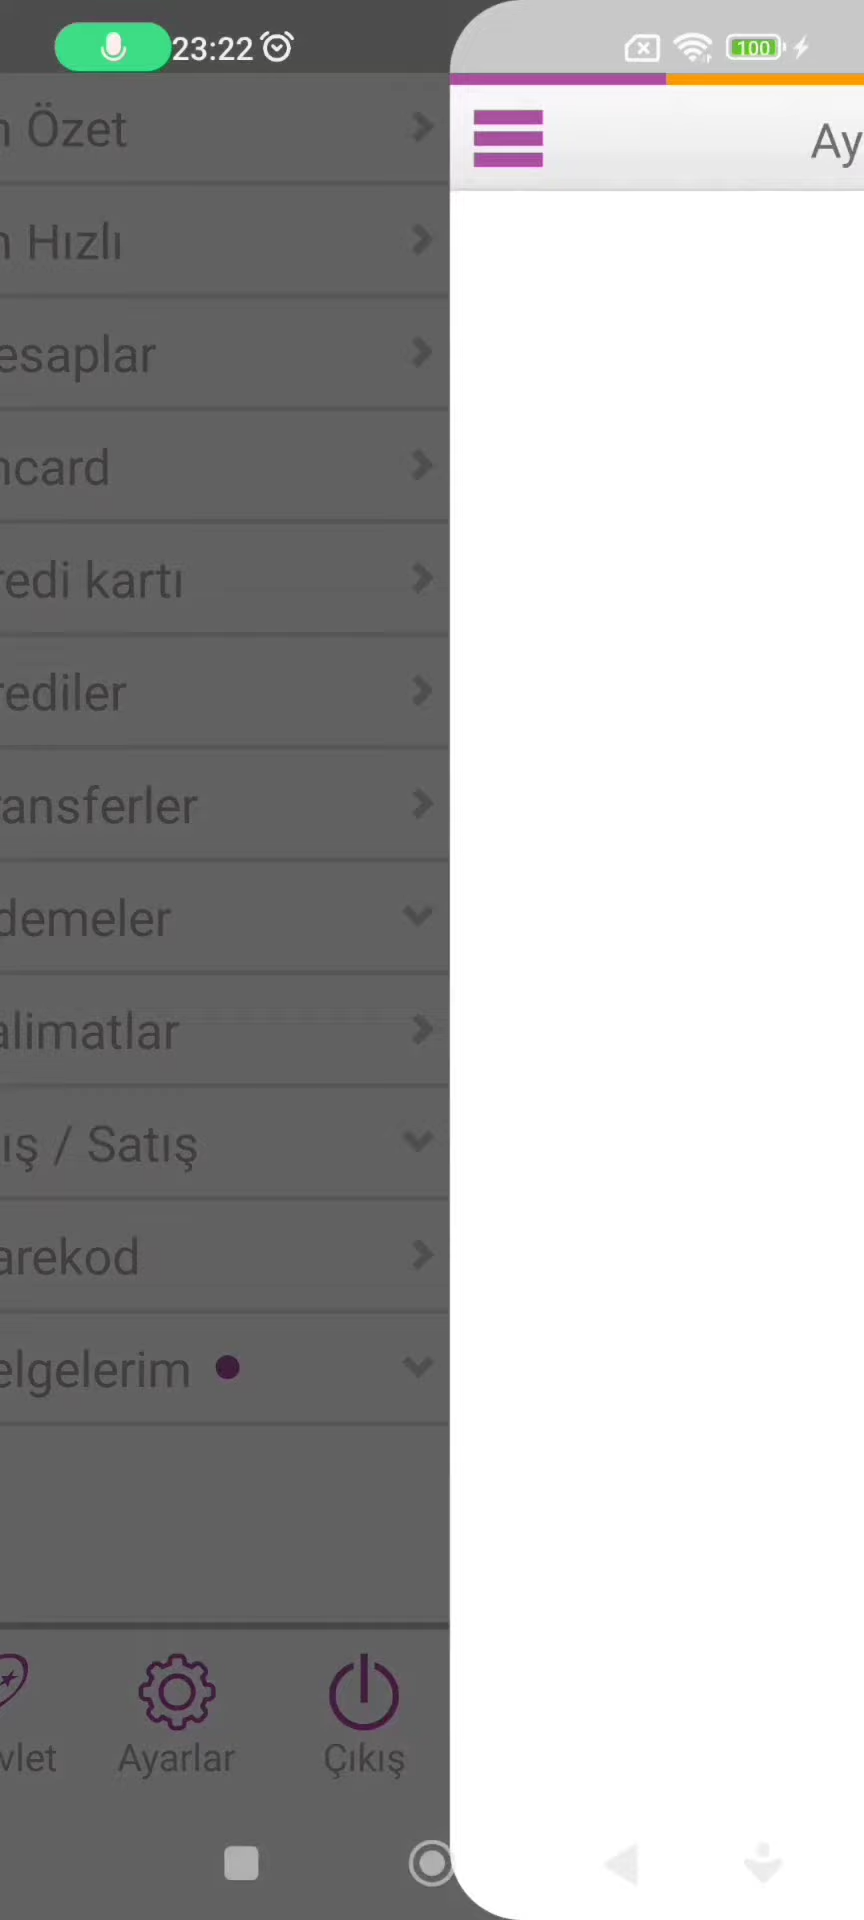 23:22
100
Özet
Hızlı
esaplar
ncard
redi kartı
rediler
ransferler
demeler
alimatlar
ış / Satış
arekod
elgelerim
vlet
Ayarlar
Çıkış
Ay